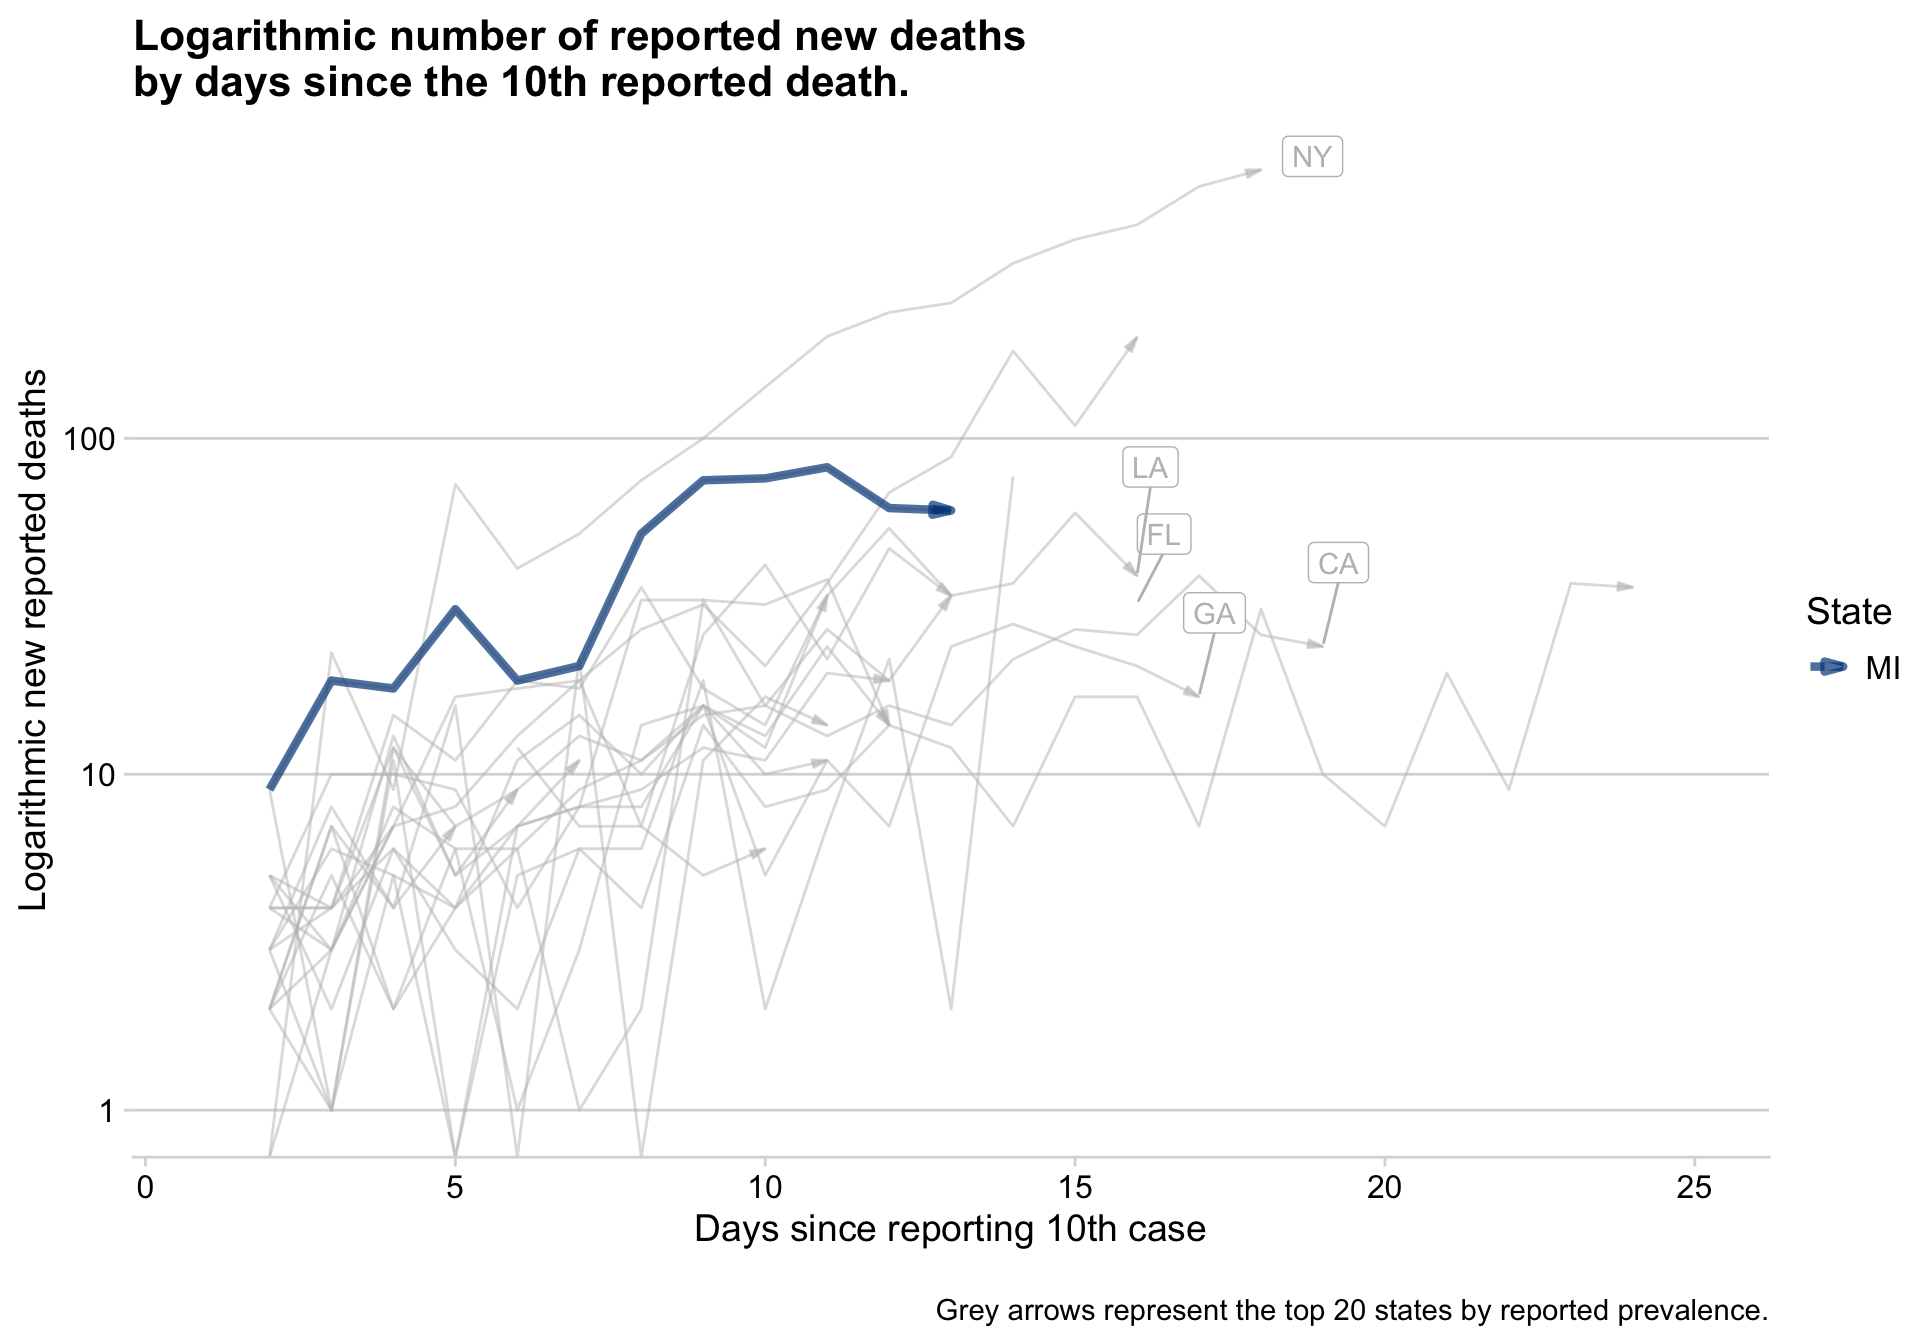 Logarithmic number of reported new deaths
by days since the 10th reported death.
NY
100
LA
FL
CA
GA
10
1
Logarithmic new reported deaths
0 5 10 15 20 25
Days since reporting 10th case
State
MI
Grey arrows represent the top 20 states by reported prevalence.